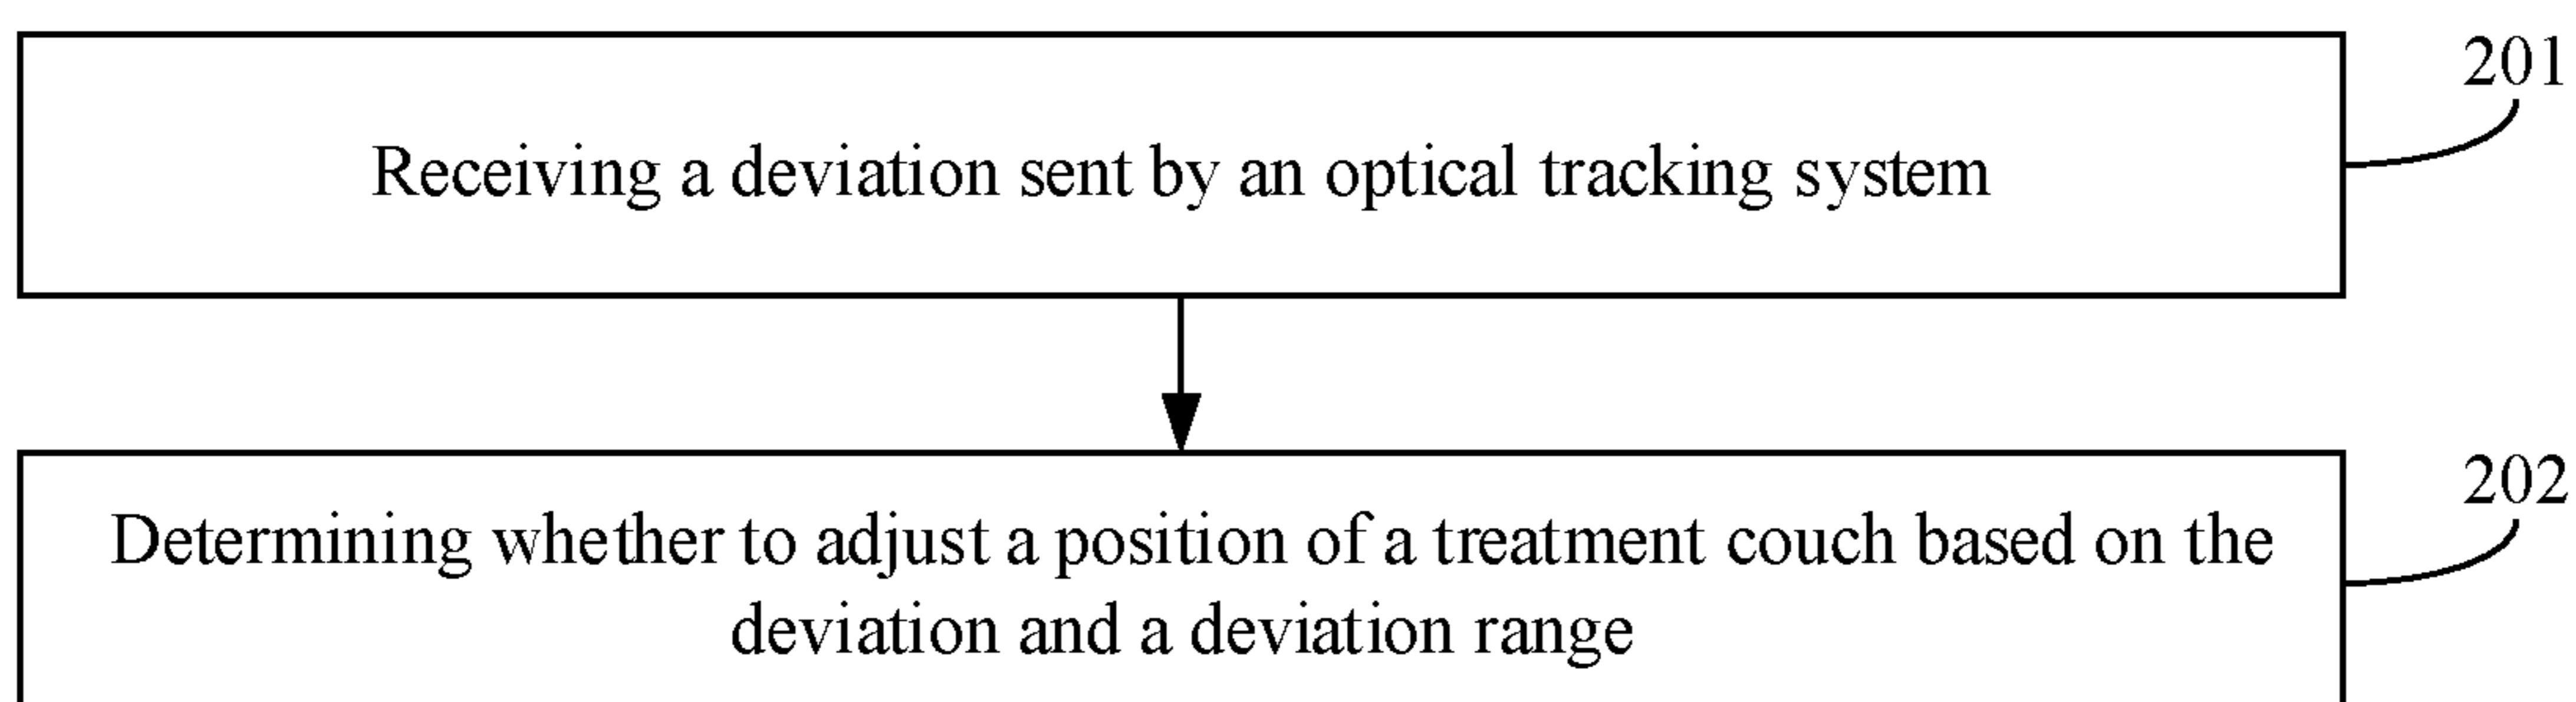 201
Receiving a deviation sent by an optical tracking system
202
Determining whether to adjust a position of a treatment couch based on the
deviation and a deviation range